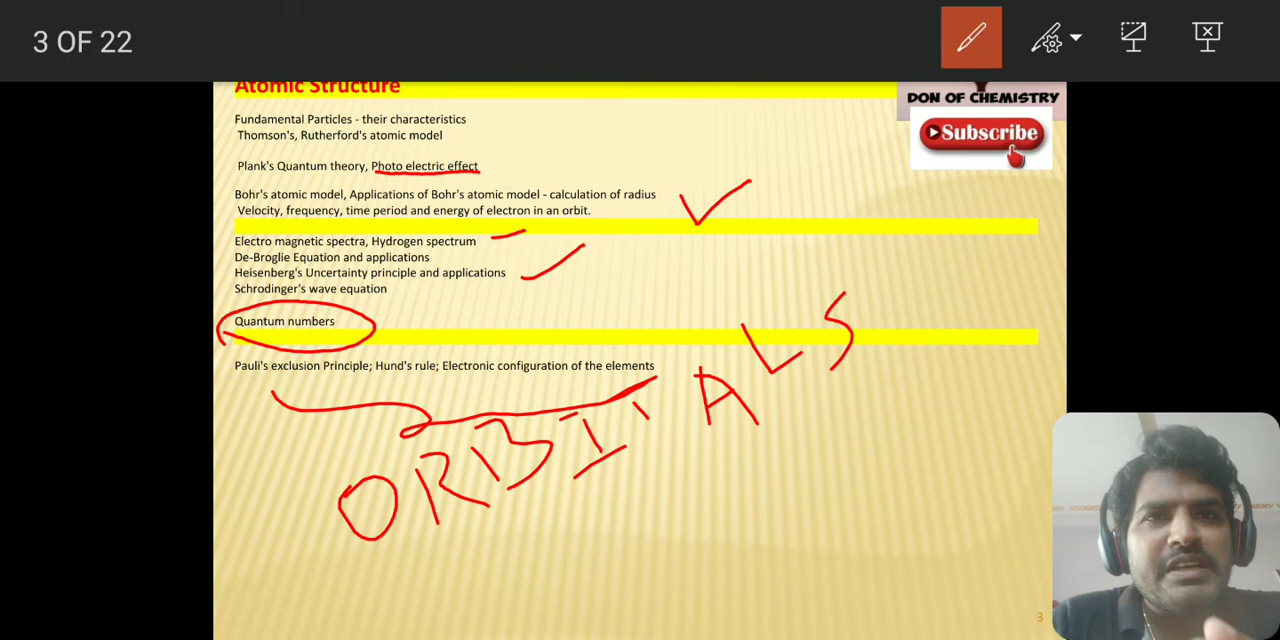 3 OF 22
Atomic Structure
DON OF CHEMISTRY
Subscribe
Fundamental Particles - their characteristics
Thomson's, Rutherford's atomic model
Plank's Quantum theory, Photo electric effect
Bohr's atomic model, Applications of Bohr's atomic model - calculation of radius
Velocity, frequency, time period and energy of electron in an orbit.
Electro magnetic spectra, Hydrogen spectrum
De-Broglie Equation and applications
Heisenberg's Uncertainty principle and applications
Schrodinger's wave equation
Quantum numbers
Pauli's exclusion Principle; Hund's rule; Electronic configuration of the elements
ORBITALS
3